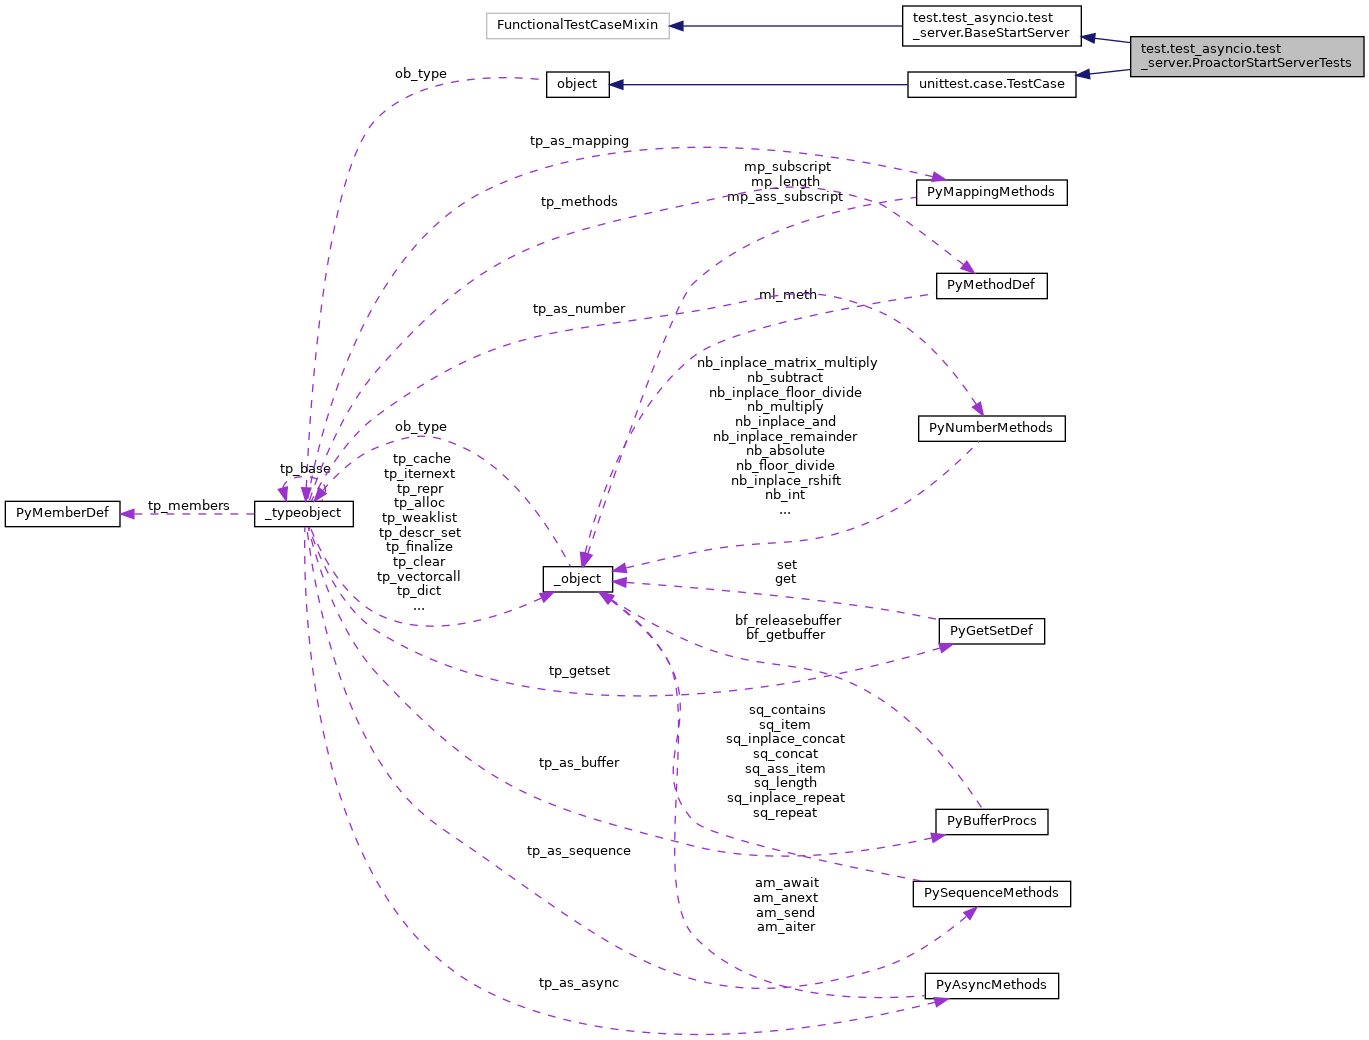 FunctionalTestCaseMixin
test.test_asyncio.test
_server.BaseStartServer
test.test_asyncio.test
_server.ProactorStartServerTests
ob_type
object
unittest.case.TestCase
tp_as_mapping
mp_subscript
mp_length
mp_ass_subscript
PyMappingMethods
tp_methods
PyMethodDef
ml_meth
tp_as_number
nb_inplace_matrix_multiply
nb_subtract
nb_inplace_floor_divide
nb_multiply
nb_inplace_and
nb_inplace_remainder
nb_absolute
nb_floor_divide
nb_inplace_rshift
nb_int
...
PyNumberMethods
ob_type
tp_base
tp_cache
tp_iternext
tp_repr
tp_alloc
tp_weaklist
tp_descr_set
tp_finalize
tp_clear
tp_vectorcall
tp_dict
...
PyMemberDef
tp_members
_typeobject
_object
set
get
PyGetSetDef
bf_releasebuffer
bf_getbuffer
tp_getset
sq_contains
sq_item
sq_inplace_concat
sq_concat
sq_ass_item
sq_length
sq_inplace_repeat
sq_repeat
tp_as_buffer
PyBufferProcs
tp_as_sequence
PySequenceMethods
am_await
am_anext
am_send
am_aiter
tp_as_async
PyAsyncMethods